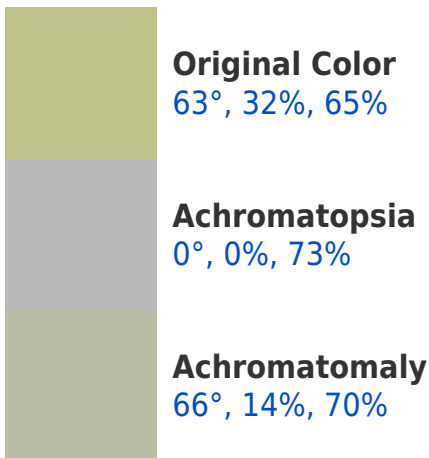 Original Color
63°, 32%, 65%
Achromatopsia
0°, 0%, 73%
Achromatomaly
66°, 14%, 70%